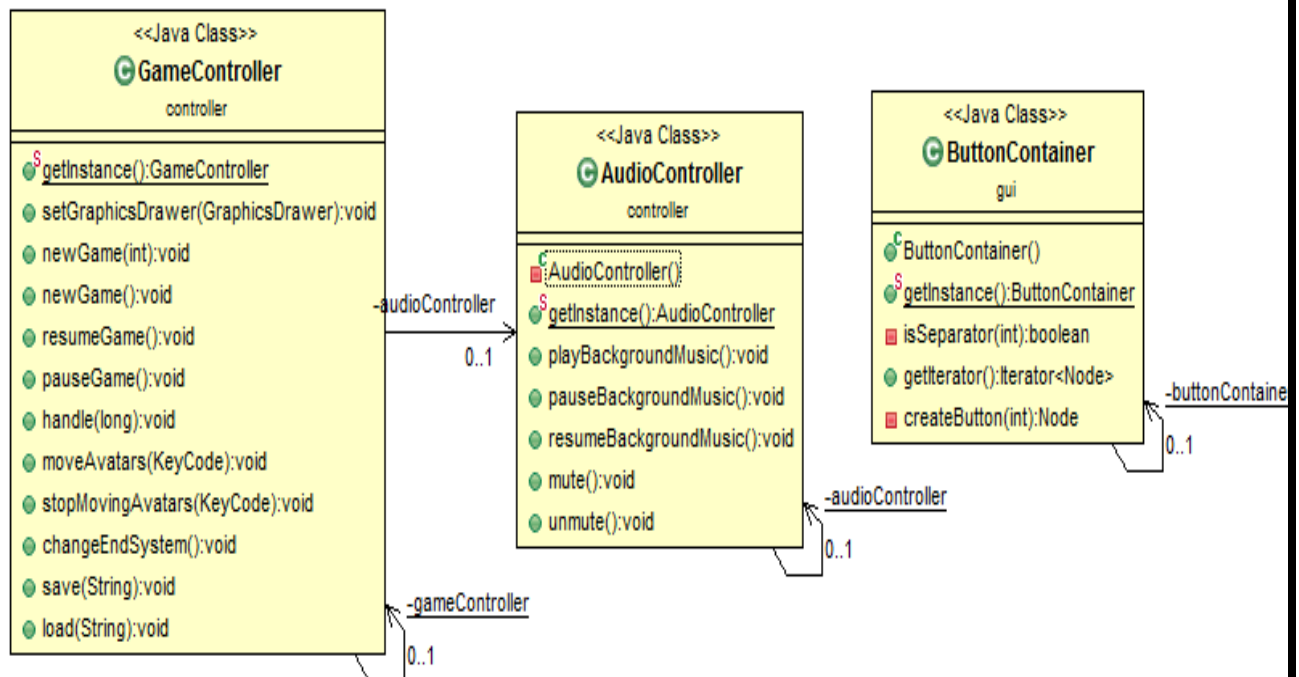 <<Java Class>>
GameController
controller
getInstance():GameController
setGraphicsDrawer(GraphicsDrawer):void
newGame(int):void
newGame():void
resumeGame():void
pauseGame():void
handle(long):void
moveAvatars(KeyCode):void
stopMovingAvatars(KeyCode):void
changeEndSystem():void
save(String):void
load(String):void
-gameController
0..1
-audioController
0..1
<<Java Class>>
AudioController
controller
AudioController()
getInstance():AudioController
playBackgroundMusic():void
pauseBackgroundMusic():void
resumeBackgroundMusic():void
mute():void
unmute():void
-audioController
0..1
<<Java Class>>
ButtonContainer
gui
ButtonContainer()
getInstance():ButtonContainer
isSeparator(int):boolean
getIterator():Iterator<Node>
createButton(int):Node
-buttonContaine
0..1